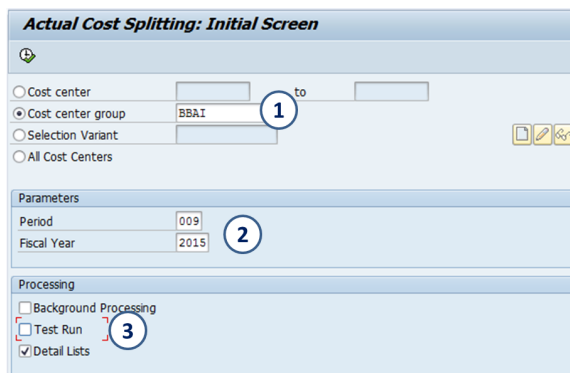 Actual Cost Splitting: Initial Screen
Cost center to
Cost center group BBAI 1
Selection Variant
All Cost Centers
Parameters
Period 009
Fiscal Year 2015 2
Processing
Background Processing
Test Run 3
Detail Lists